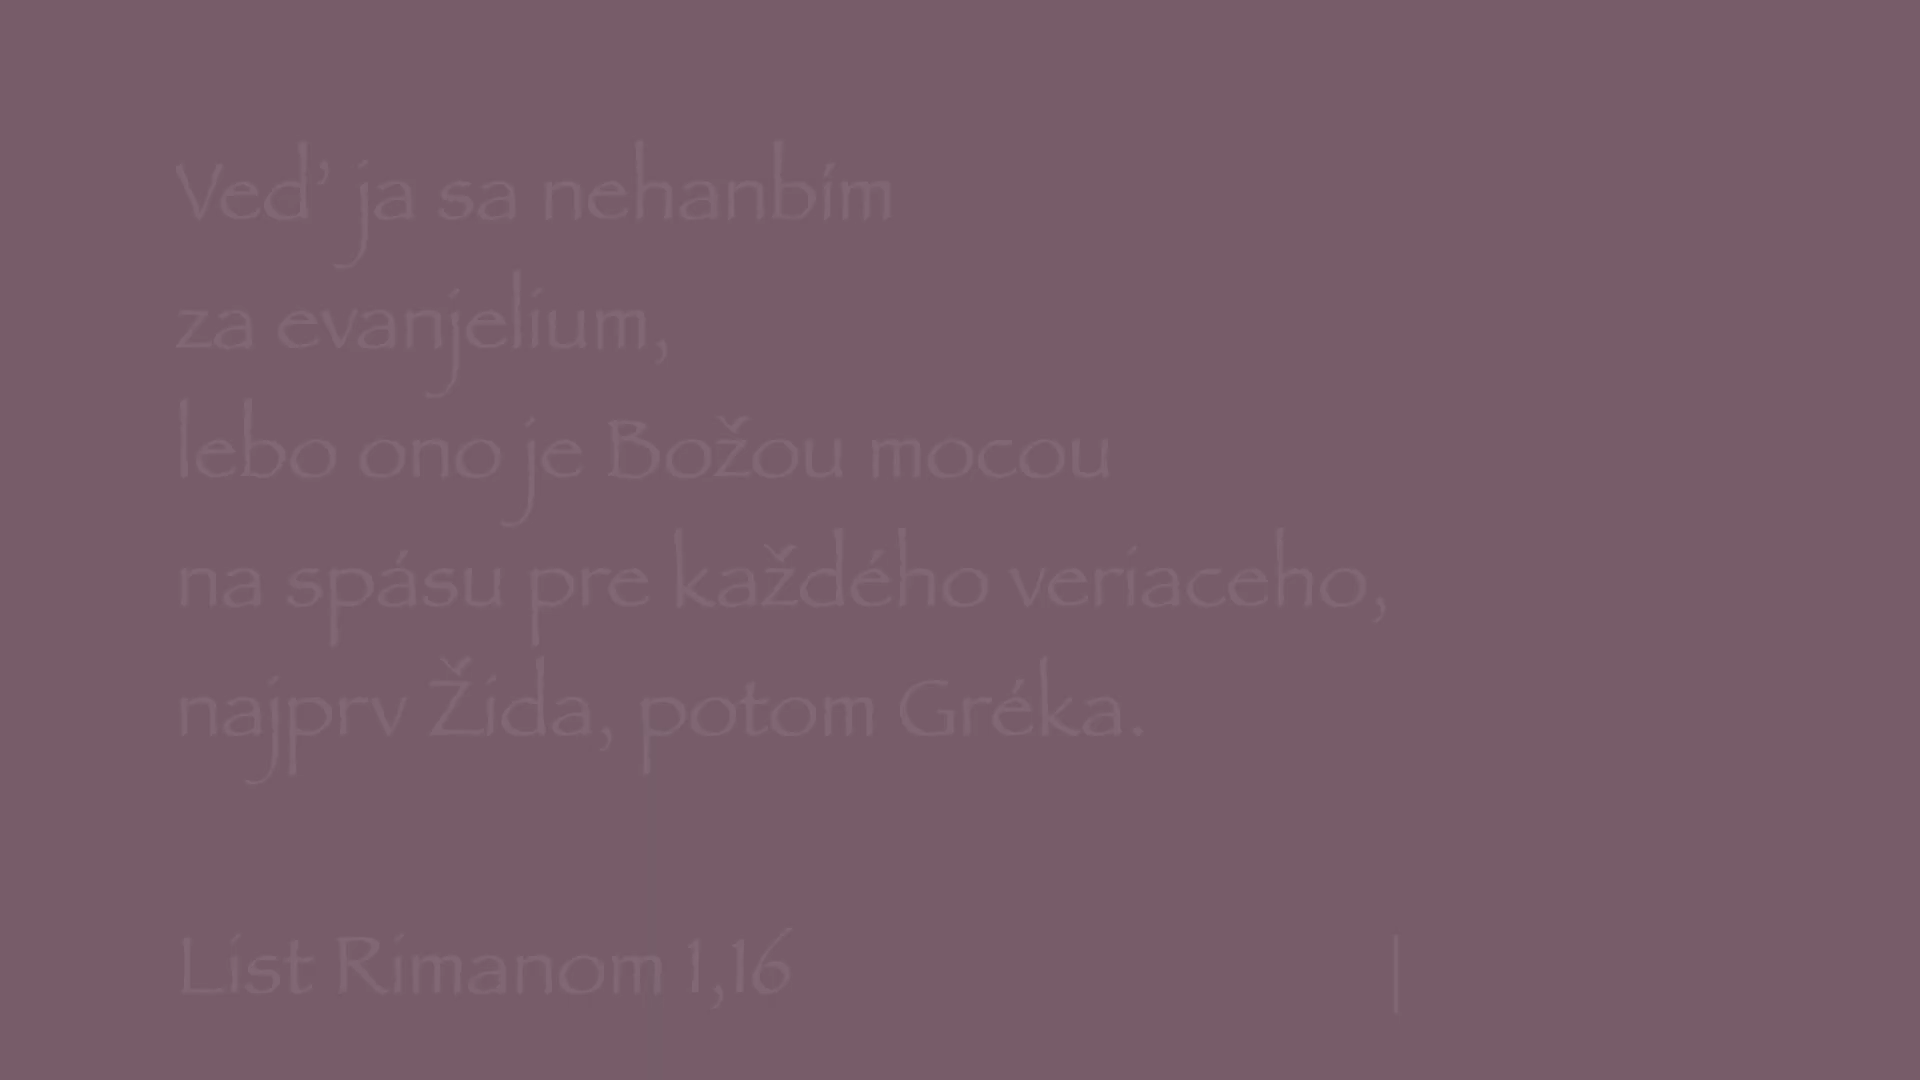 Veď ja sa nehanbím
za evanjelium,
lebo ono je Božou mocou
na spásu pre každého veriaceho,
najprv Žida, potom Gréka.
List Rimanom 1,16 |